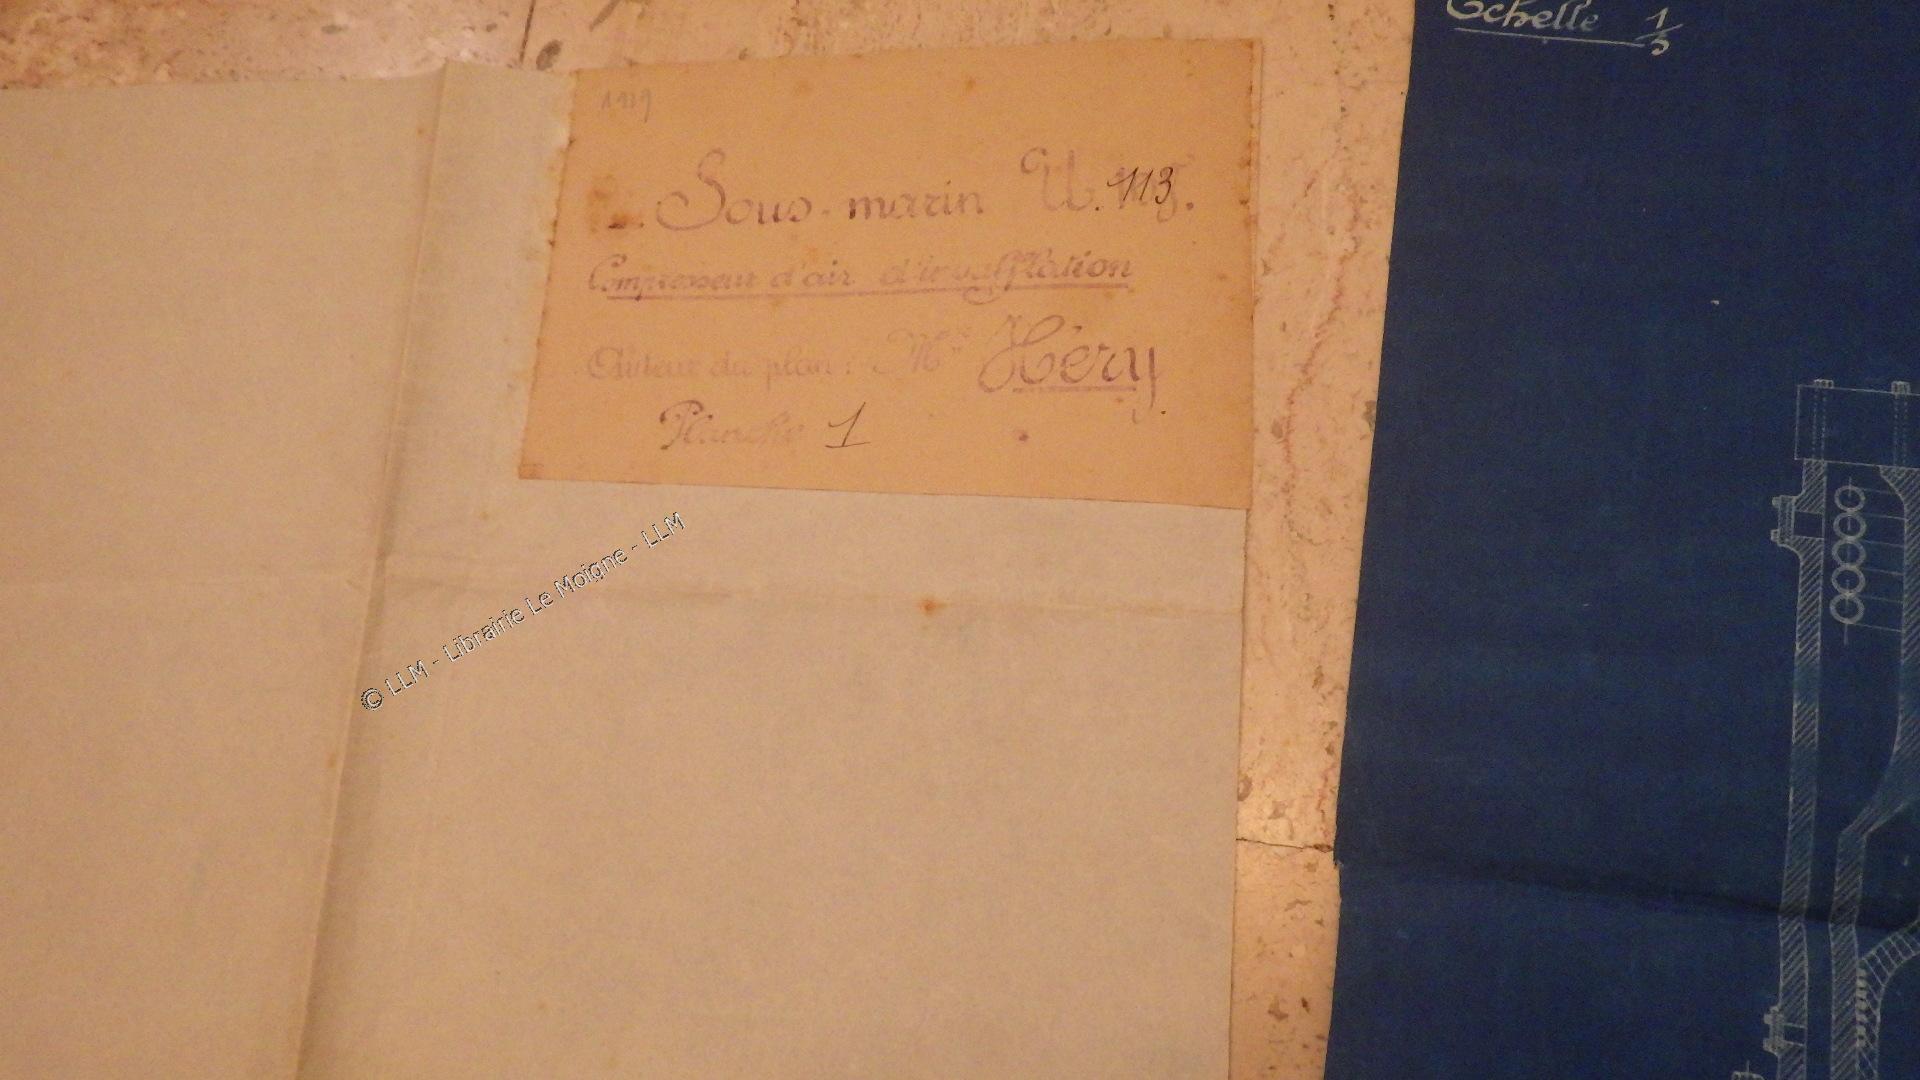 Echelle 1/5
1919
Sous-marin U.113.
Compresseur d'air d'insufflation
Auteur du plan : Mr Héry
Planche 1
© LLM - Librairie Le Moigne - LLM